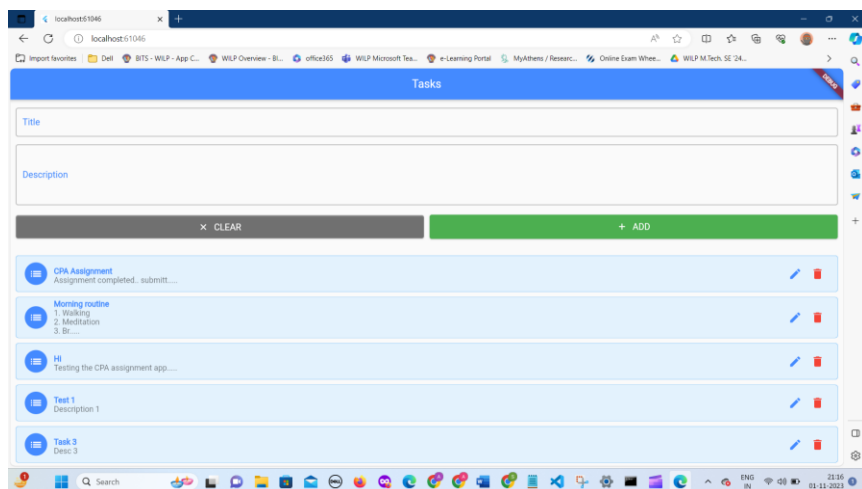 localhost:61046
localhost:61046
Import favorites Dell BITS - WILP - App C... WILP Overview - BI... office365 WILP Microsoft Tea... e-Learning Portal MyAthens / Researc... Online Exam Whee... WILP M.Tech. SE '24...
Tasks
DEBUG
Title
Description
CLEAR
ADD
CPA Assignment
Assignment completed.. submitt.....
Morning routine
1. Walking
2. Meditation
3. Br.....
HI
Testing the CPA assignment app.....
Test 1
Description 1
Task 3
Desc 3
Search
ENG
IN
21:16
01-11-2023